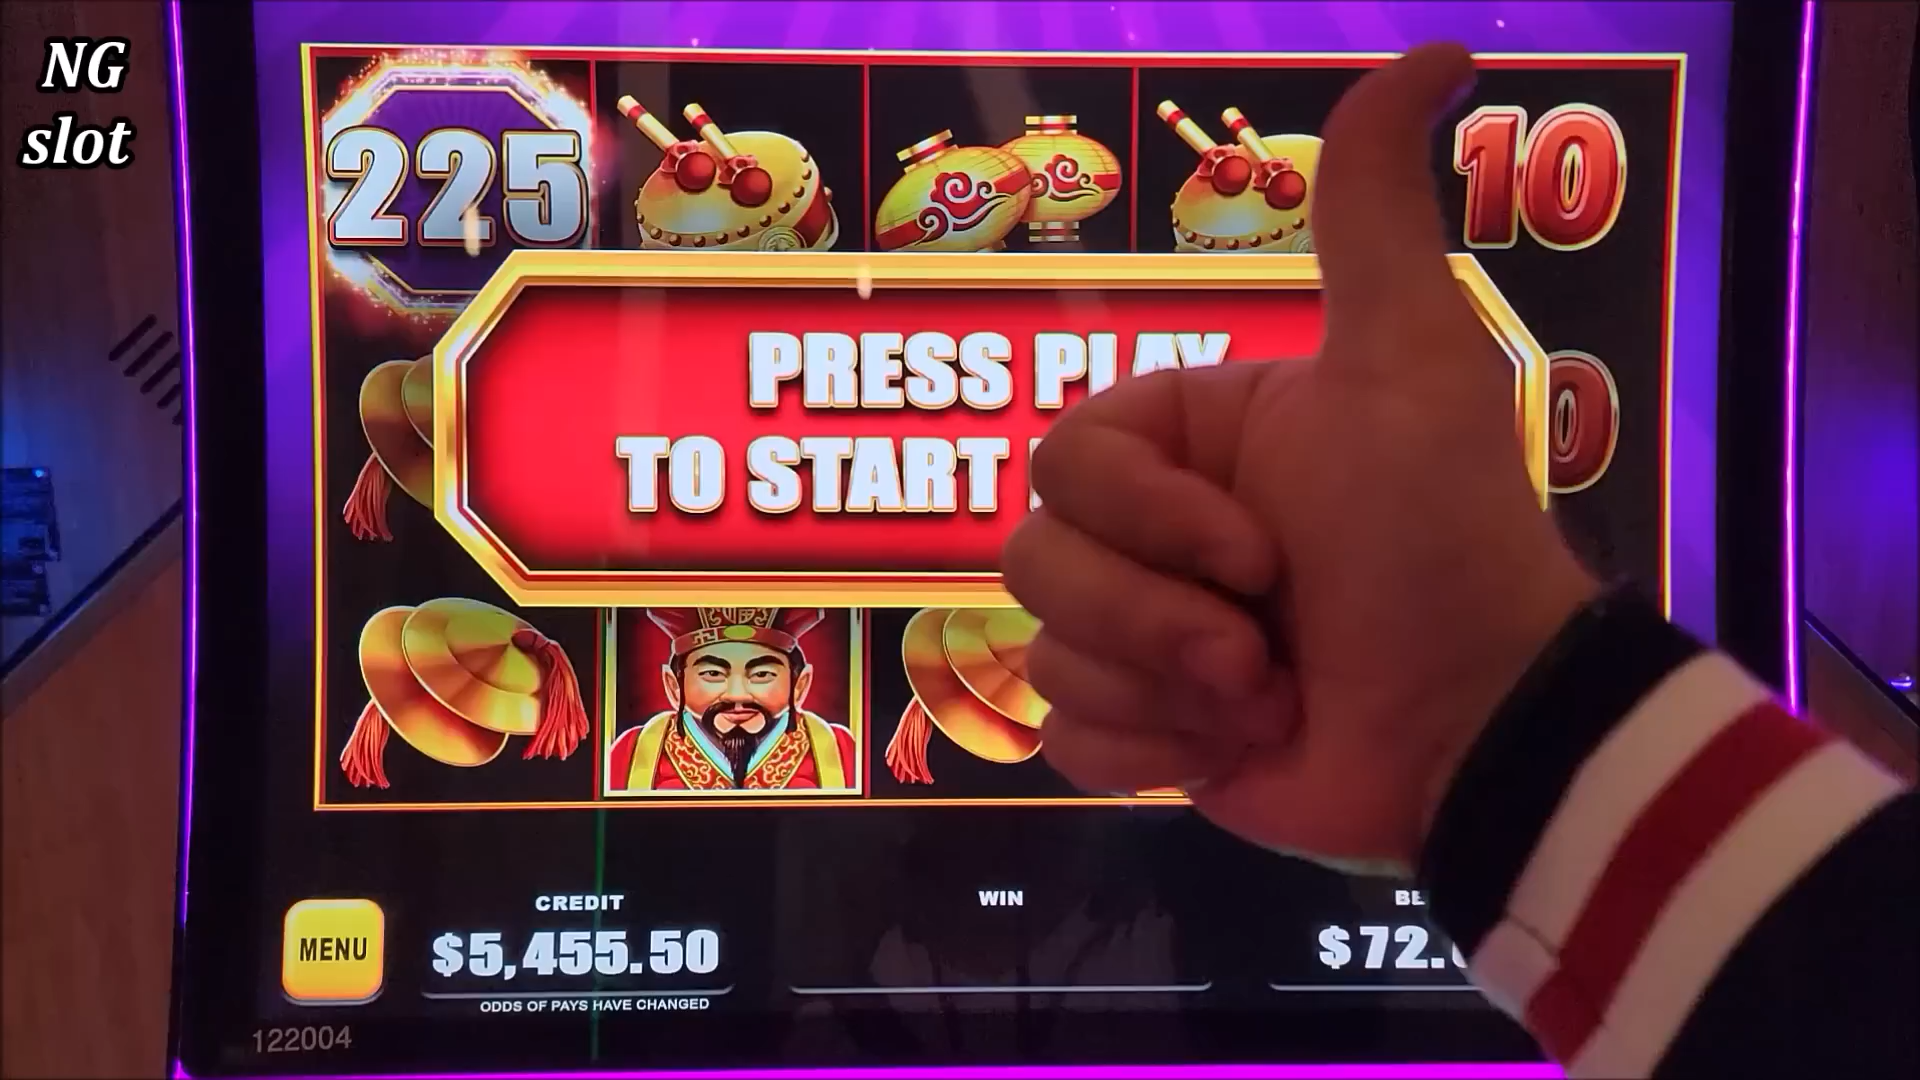 NG
slot
225
10
PRESS PLAY
TO START
CREDIT
WIN
$5,455.50
$72.
MENU
ODDS OF PAYS HAVE CHANGED
122004